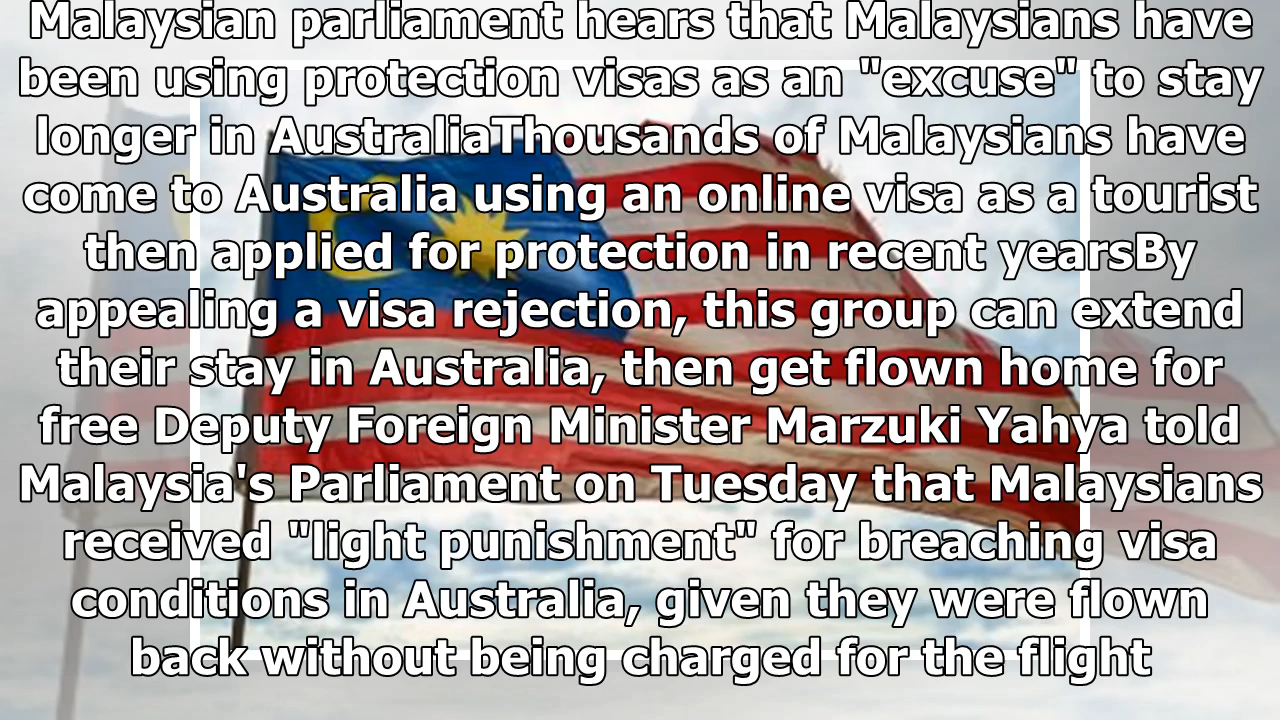 Malaysian parliament hears that Malaysians have
been using protection visas as an "excuse" to stay
longer in AustraliaThousands of Malaysians have
come to Australia using an online visa as a tourist
then applied for protection in recent yearsBy
appealing a visa rejection, this group can extend
their stay in Australia, then get flown home for
free Deputy Foreign Minister Marzuki Yahya told
Malaysia's Parliament on Tuesday that Malaysians
received "light punishment" for breaching visa
conditions in Australia, given they were flown
back without being charged for the flight